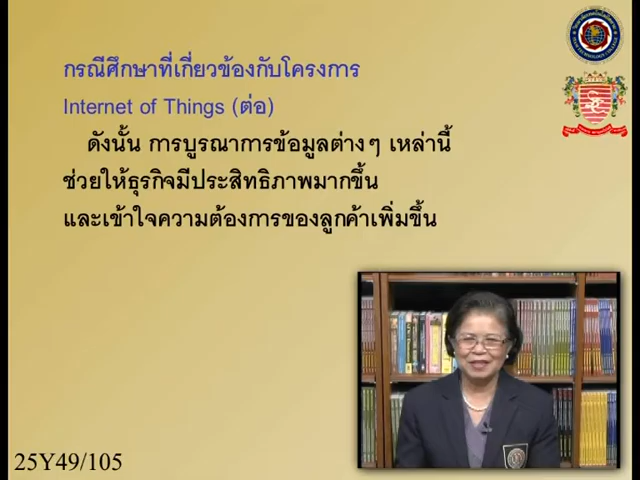 กรณีศึกษาที่เกี่ยวข้องกับโครงการ
Internet of Things (ต่อ)
ดังนั้น การบูรณาการข้อมูลต่างๆ เหล่านี้
ช่วยให้ธุรกิจมีประสิทธิภาพมากขึ้น
และเข้าใจความต้องการของลูกค้าเพิ่มขึ้น
25Y49/105